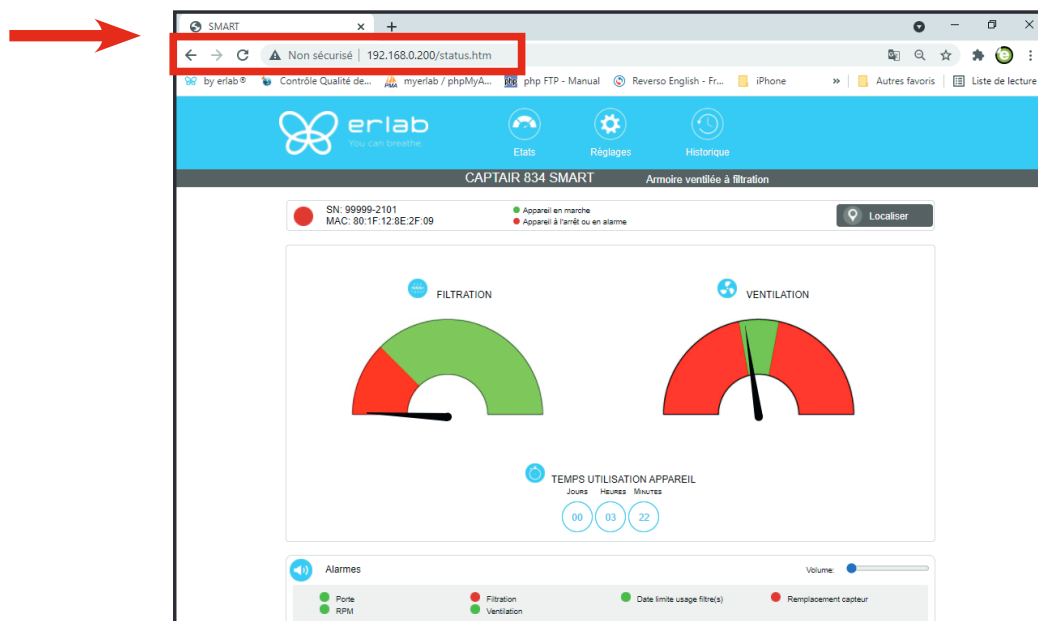 SMART
Non sécurisé | 192.168.0.200/status.htm
by erlab® Contrôle Qualité de... PMA myerlab / phpMyA... php php FTP - Manual Reverso English - Fr... iPhone » Autres favoris Liste de lecture
erlab
You can breathe.
Etats Réglages Historique
CAPTAIR 834 SMART Armoire ventilée à filtration
SN: 99999-2101
MAC: 80:1F:12:8E:2F:09
Appareil en marche
Appareil à l'arrêt ou en alarme
Localiser
FILTRATION VENTILATION
TEMPS UTILISATION APPAREIL
Jours Heures Minutes
00 03 22
Alarmes Volume:
Porte Filtration Date limite usage filtre(s) Remplacement capteur
RPM Ventilation